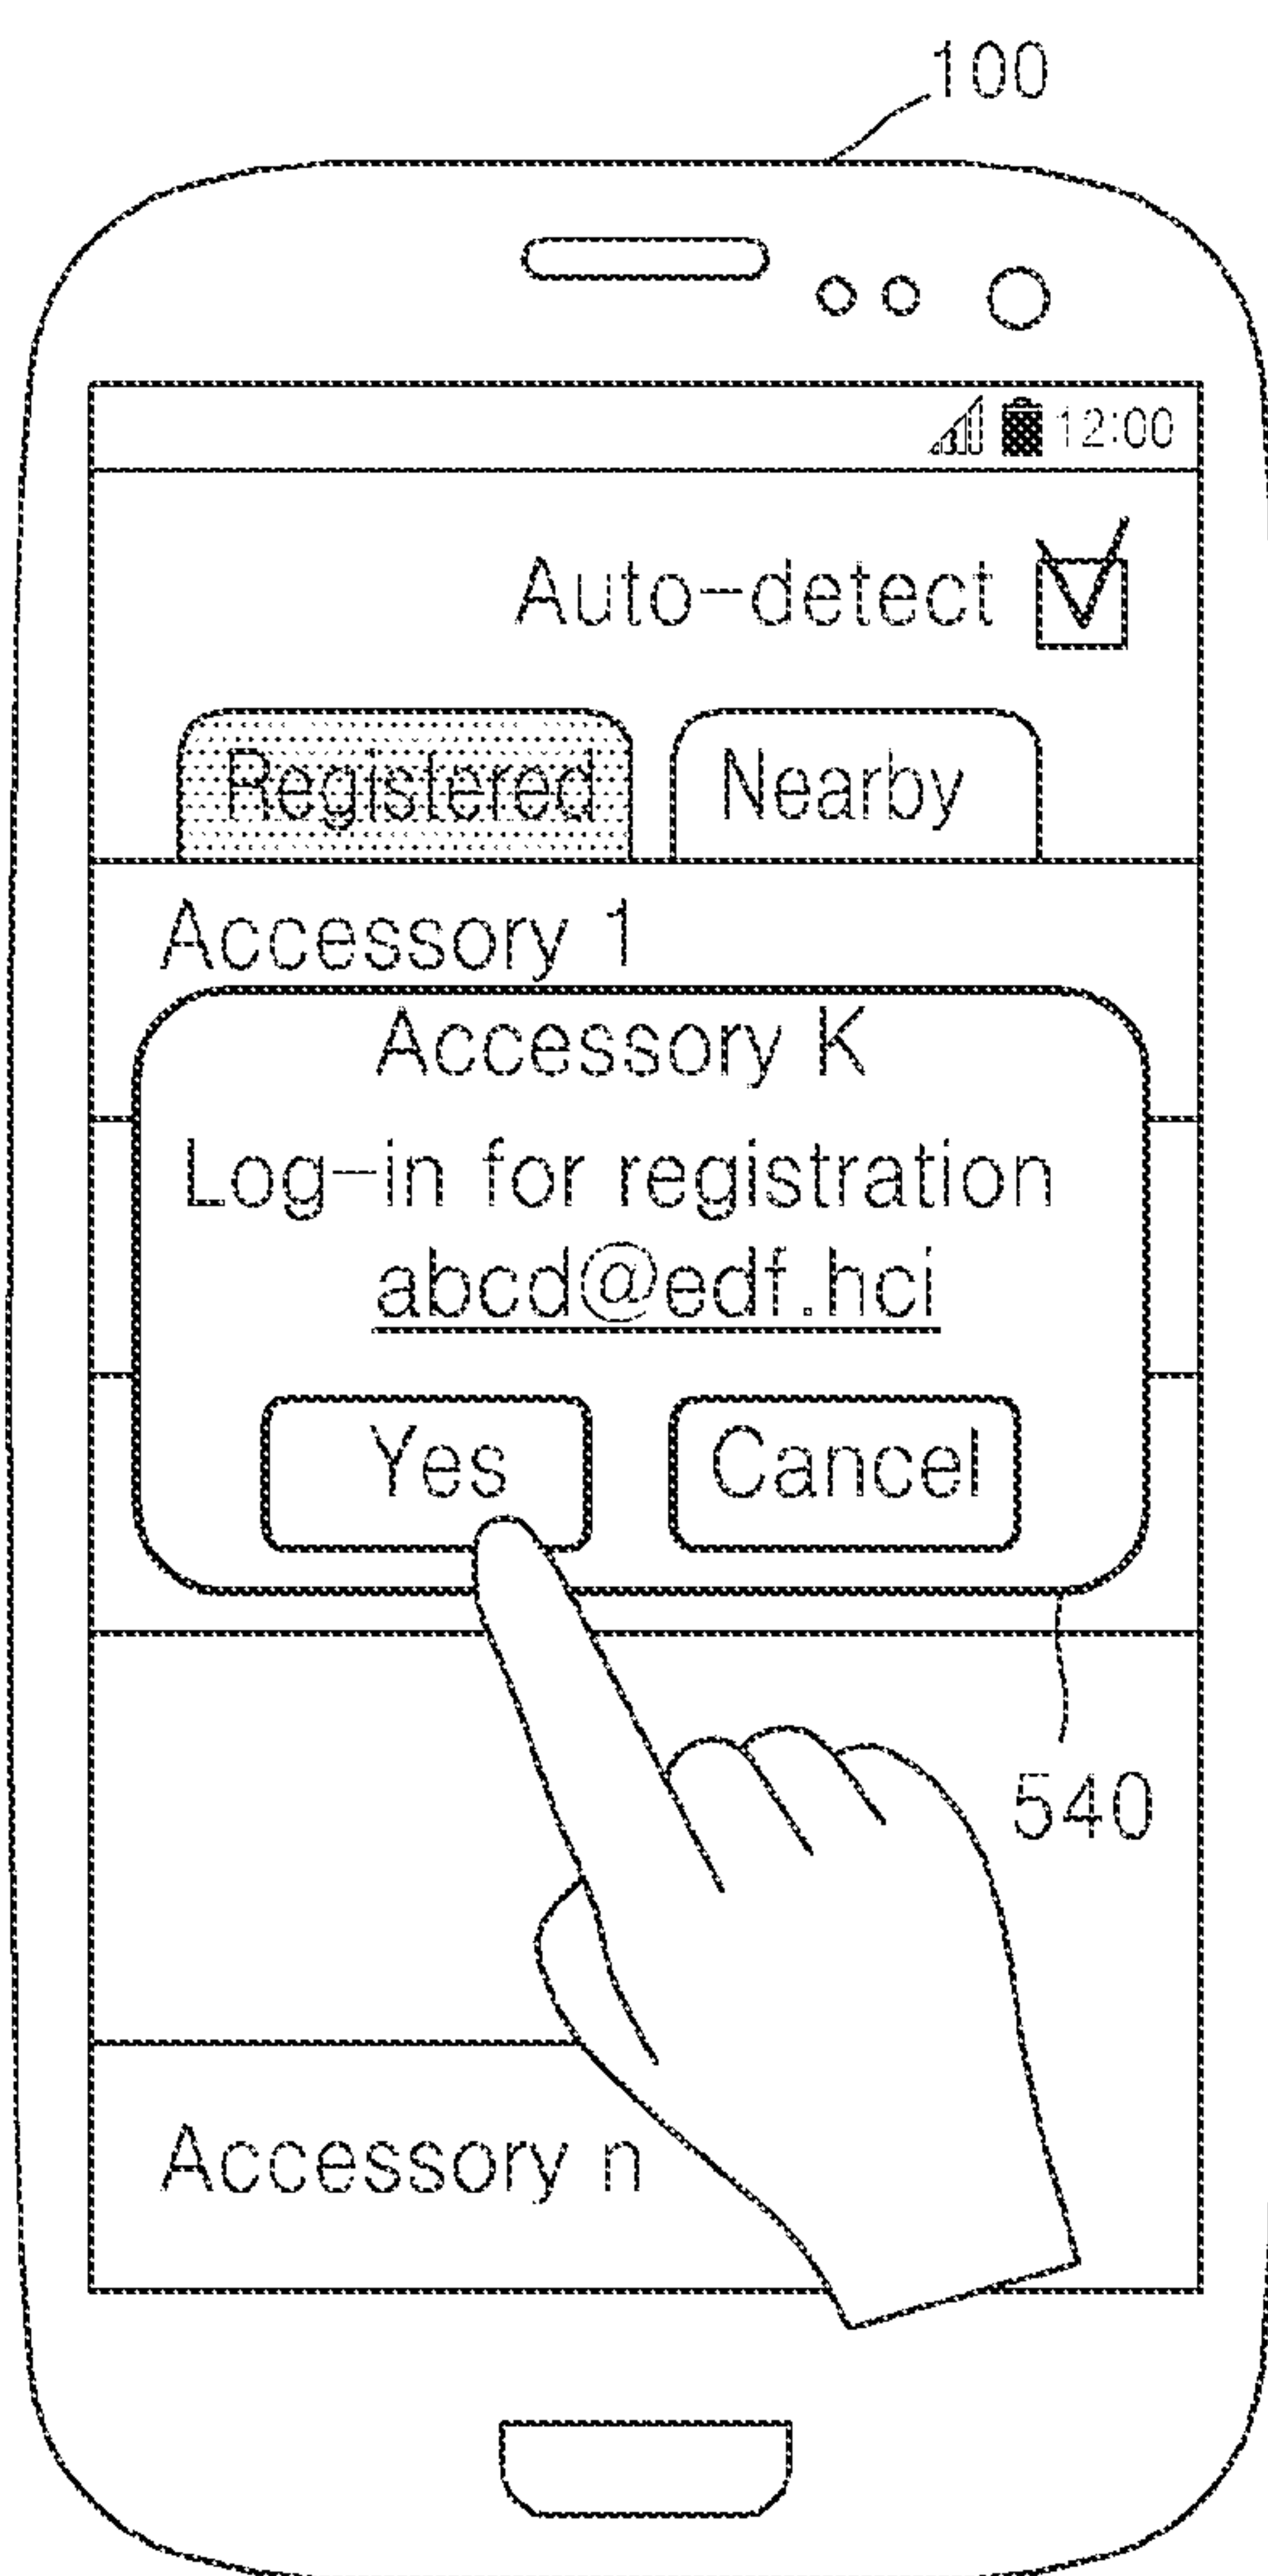 100
12:00
Auto-detect
Registered Nearby
Accessory 1
Accessory K
Log-in for registration
abcd@edf.hci
Yes Cancel
540
Accessory n